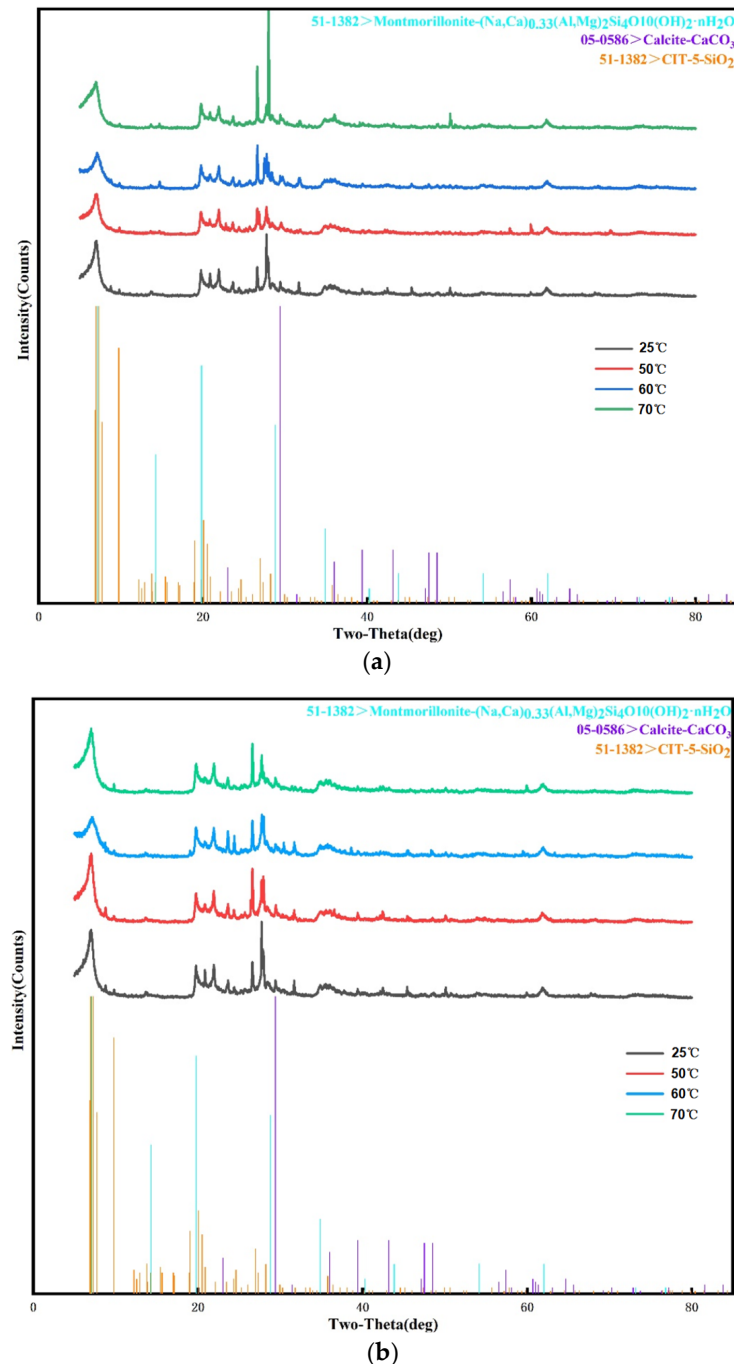 51-1382>Montmorillonite-(Na,Ca)0.33(Al,Mg)2Si4O10(OH)2·nH2O
05-0586>Calcite-CaCO3
51-1382>CIT-5-SiO2
Intensity(Counts)
25℃
50℃
60℃
70℃
0 20 40 60 80
Two-Theta(deg)
(a)
51-1382>Montmorillonite-(Na,Ca)0.33(Al,Mg)2Si4O10(OH)2·nH2O
05-0586>Calcite-CaCO3
51-1382>CIT-5-SiO2
Intensity(Counts)
25℃
50℃
60℃
70℃
0 20 40 60 80
Two-Theta(deg)
(b)